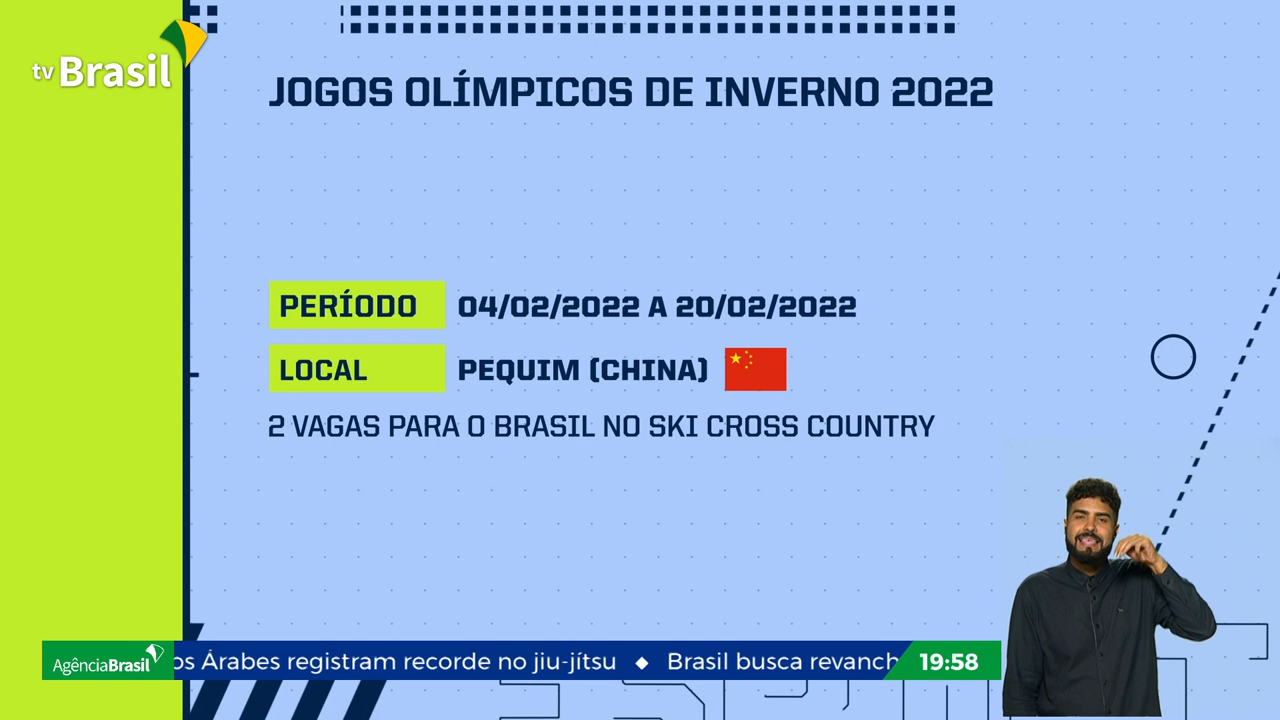 tv Brasil
JOGOS OLÍMPICOS DE INVERNO 2022
PERÍODO 04/02/2022 A 20/02/2022
LOCAL PEQUIM (CHINA)
2 VAGAS PARA O BRASIL NO SKI CROSS COUNTRY
AgênciaBrasil os Árabes registram recorde no jiu-jítsu ◆ Brasil busca revanch 19:58